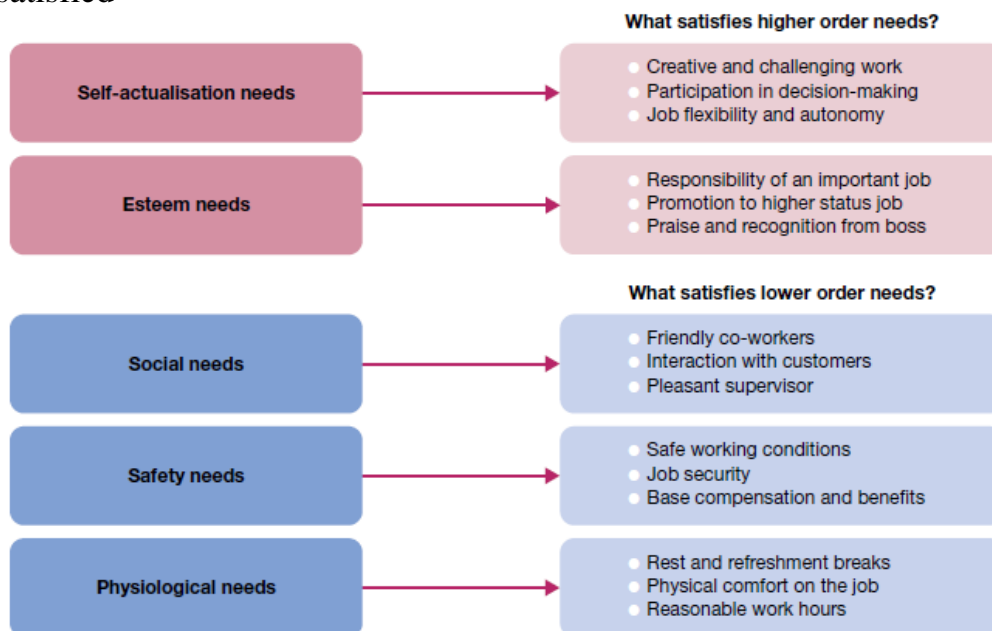 satisfied
What satisfies higher order needs?
Self-actualisation needs
Creative and challenging work
Participation in decision-making
Job flexibility and autonomy
Esteem needs
Responsibility of an important job
Promotion to higher status job
Praise and recognition from boss
What satisfies lower order needs?
Social needs
Friendly co-workers
Interaction with customers
Pleasant supervisor
Safety needs
Safe working conditions
Job security
Base compensation and benefits
Physiological needs
Rest and refreshment breaks
Physical comfort on the job
Reasonable work hours